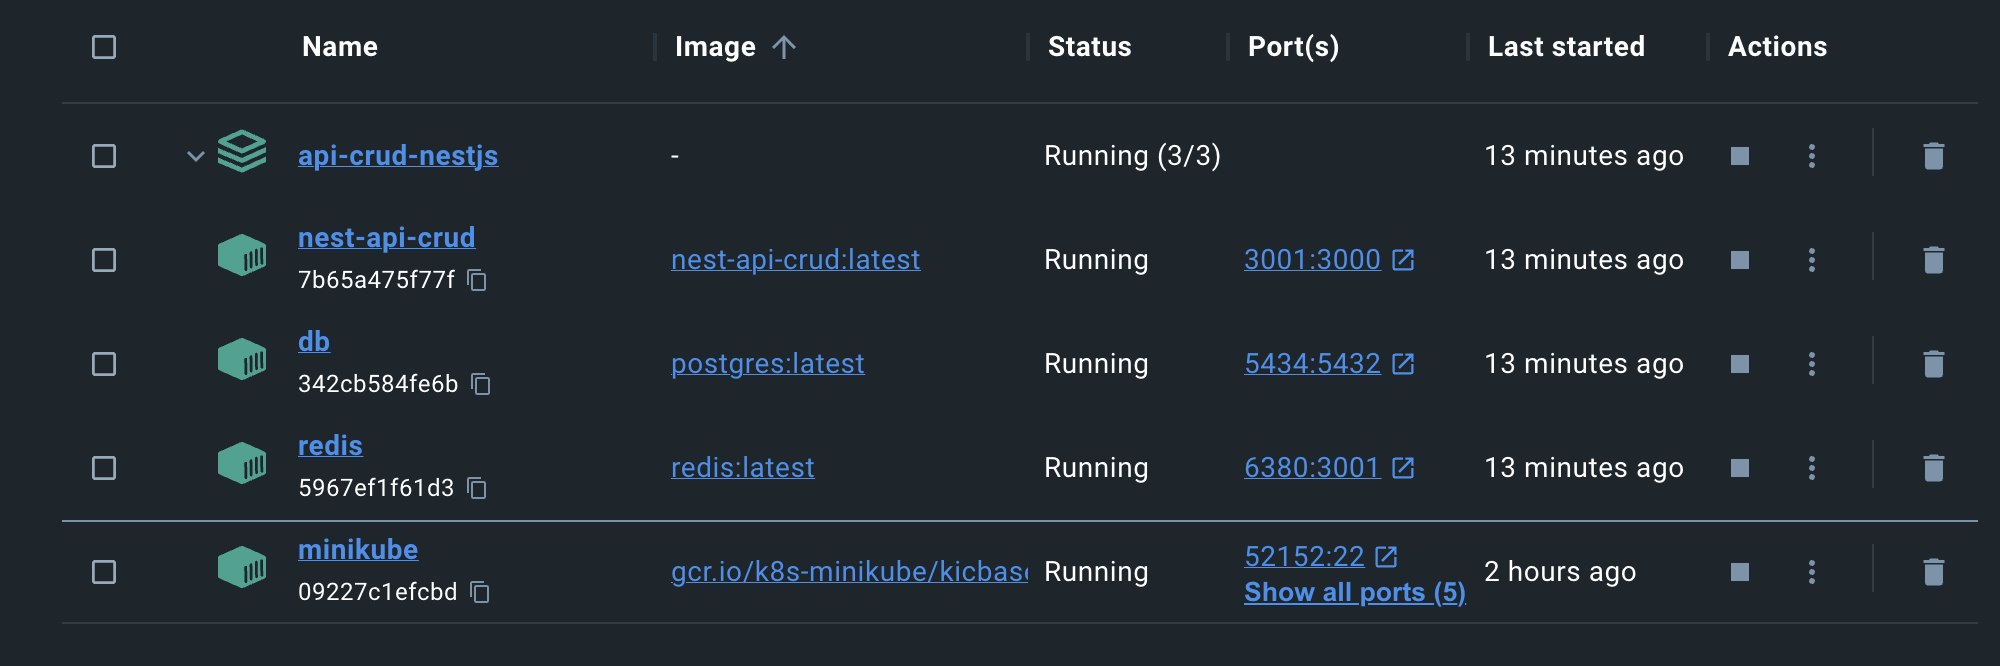 Name Image Status Port(s) Last started Actions
api-crud-nestjs - Running (3/3) 13 minutes ago
nest-api-crud
7b65a475f77f nest-api-crud:latest Running 3001:3000 13 minutes ago
db
342cb584fe6b postgres:latest Running 5434:5432 13 minutes ago
redis
5967ef1f61d3 redis:latest Running 6380:3001 13 minutes ago
minikube
09227c1efcbd gcr.io/k8s-minikube/kicbase Running 52152:22 2 hours ago
Show all ports (5)